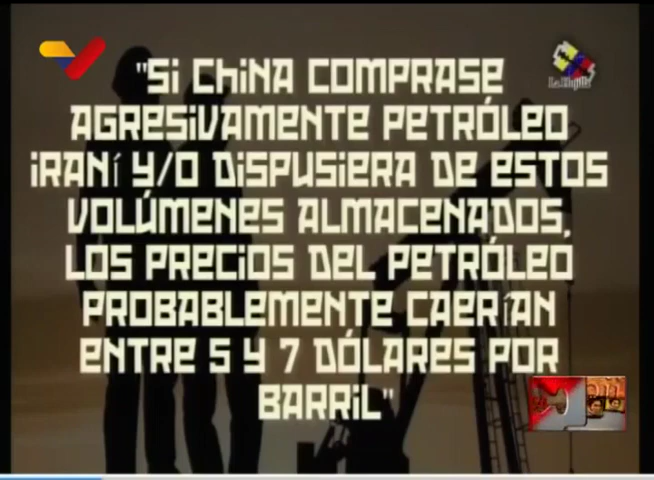 "Si China COMPRASE
AGRESIVAMENTE PETRÓLEO
iRANí Y/O DISPUSiERA DE ESTOS
VOLÚMENES ALMACENADOS,
LOS PRECiOS DEL PETRÓLEO
PROBABLEMENTE CAERíAN
ENTRE 5 Y 7 DÓLARES POR
BARRiL"